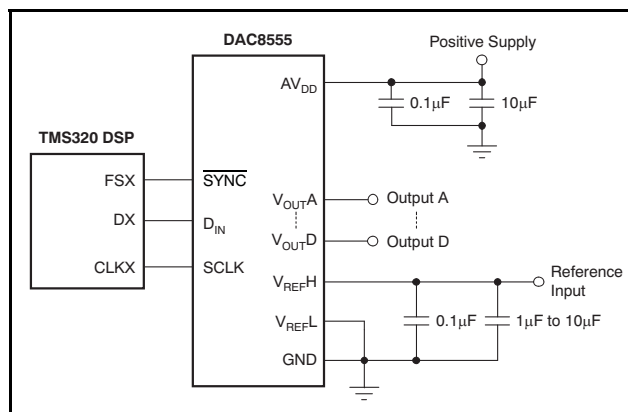 DAC8555
Positive Supply
AVDD
0.1µF
10µF
TMS320 DSP
FSX
SYNC
DX
DIN
CLKX
SCLK
VOUTA
Output A
VOUTD
Output D
VREFH
Reference
Input
0.1µF
1µF to 10µF
VREFL
GND